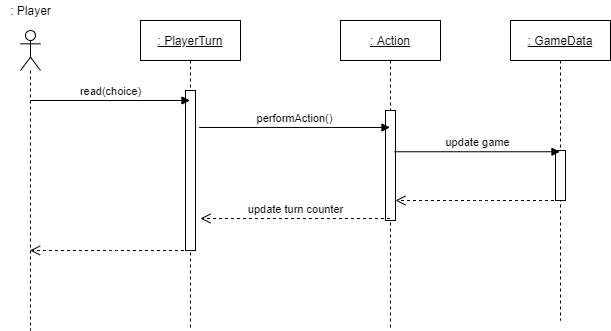 : Player
: PlayerTurn
: Action
: GameData
read(choice)
performAction()
update game
update turn counter